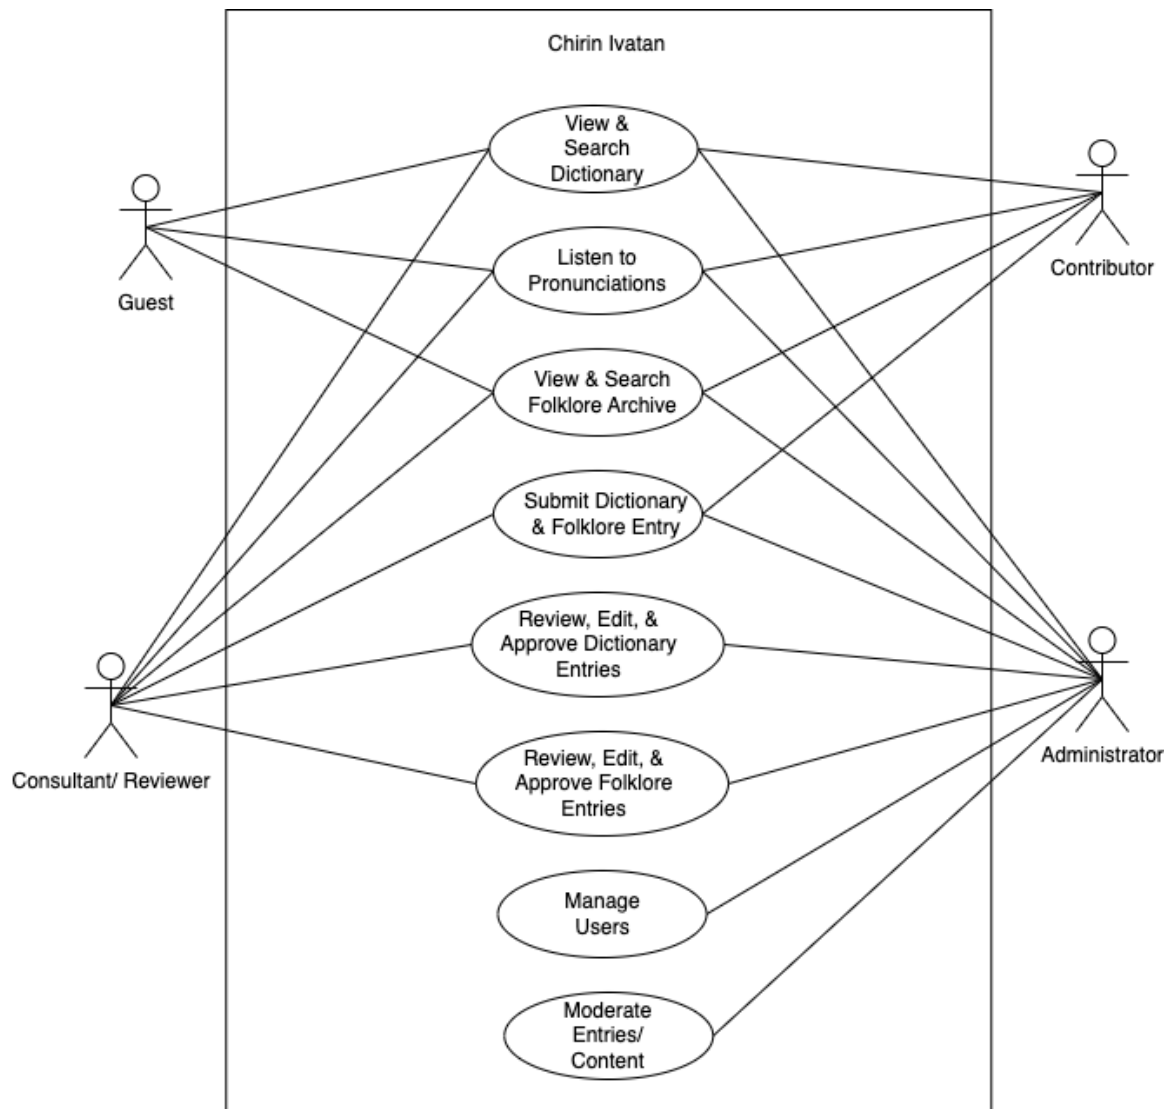 Chirin Ivatan
View &
Search
Dictionary
Guest
Listen to
Pronunciations
Contributor
View & Search
Folklore Archive
Submit Dictionary
& Folklore Entry
Review, Edit, &
Approve Dictionary
Entries
Consultant/ Reviewer
Review, Edit, &
Approve Folklore
Entries
Administrator
Manage
Users
Moderate
Entries/
Content